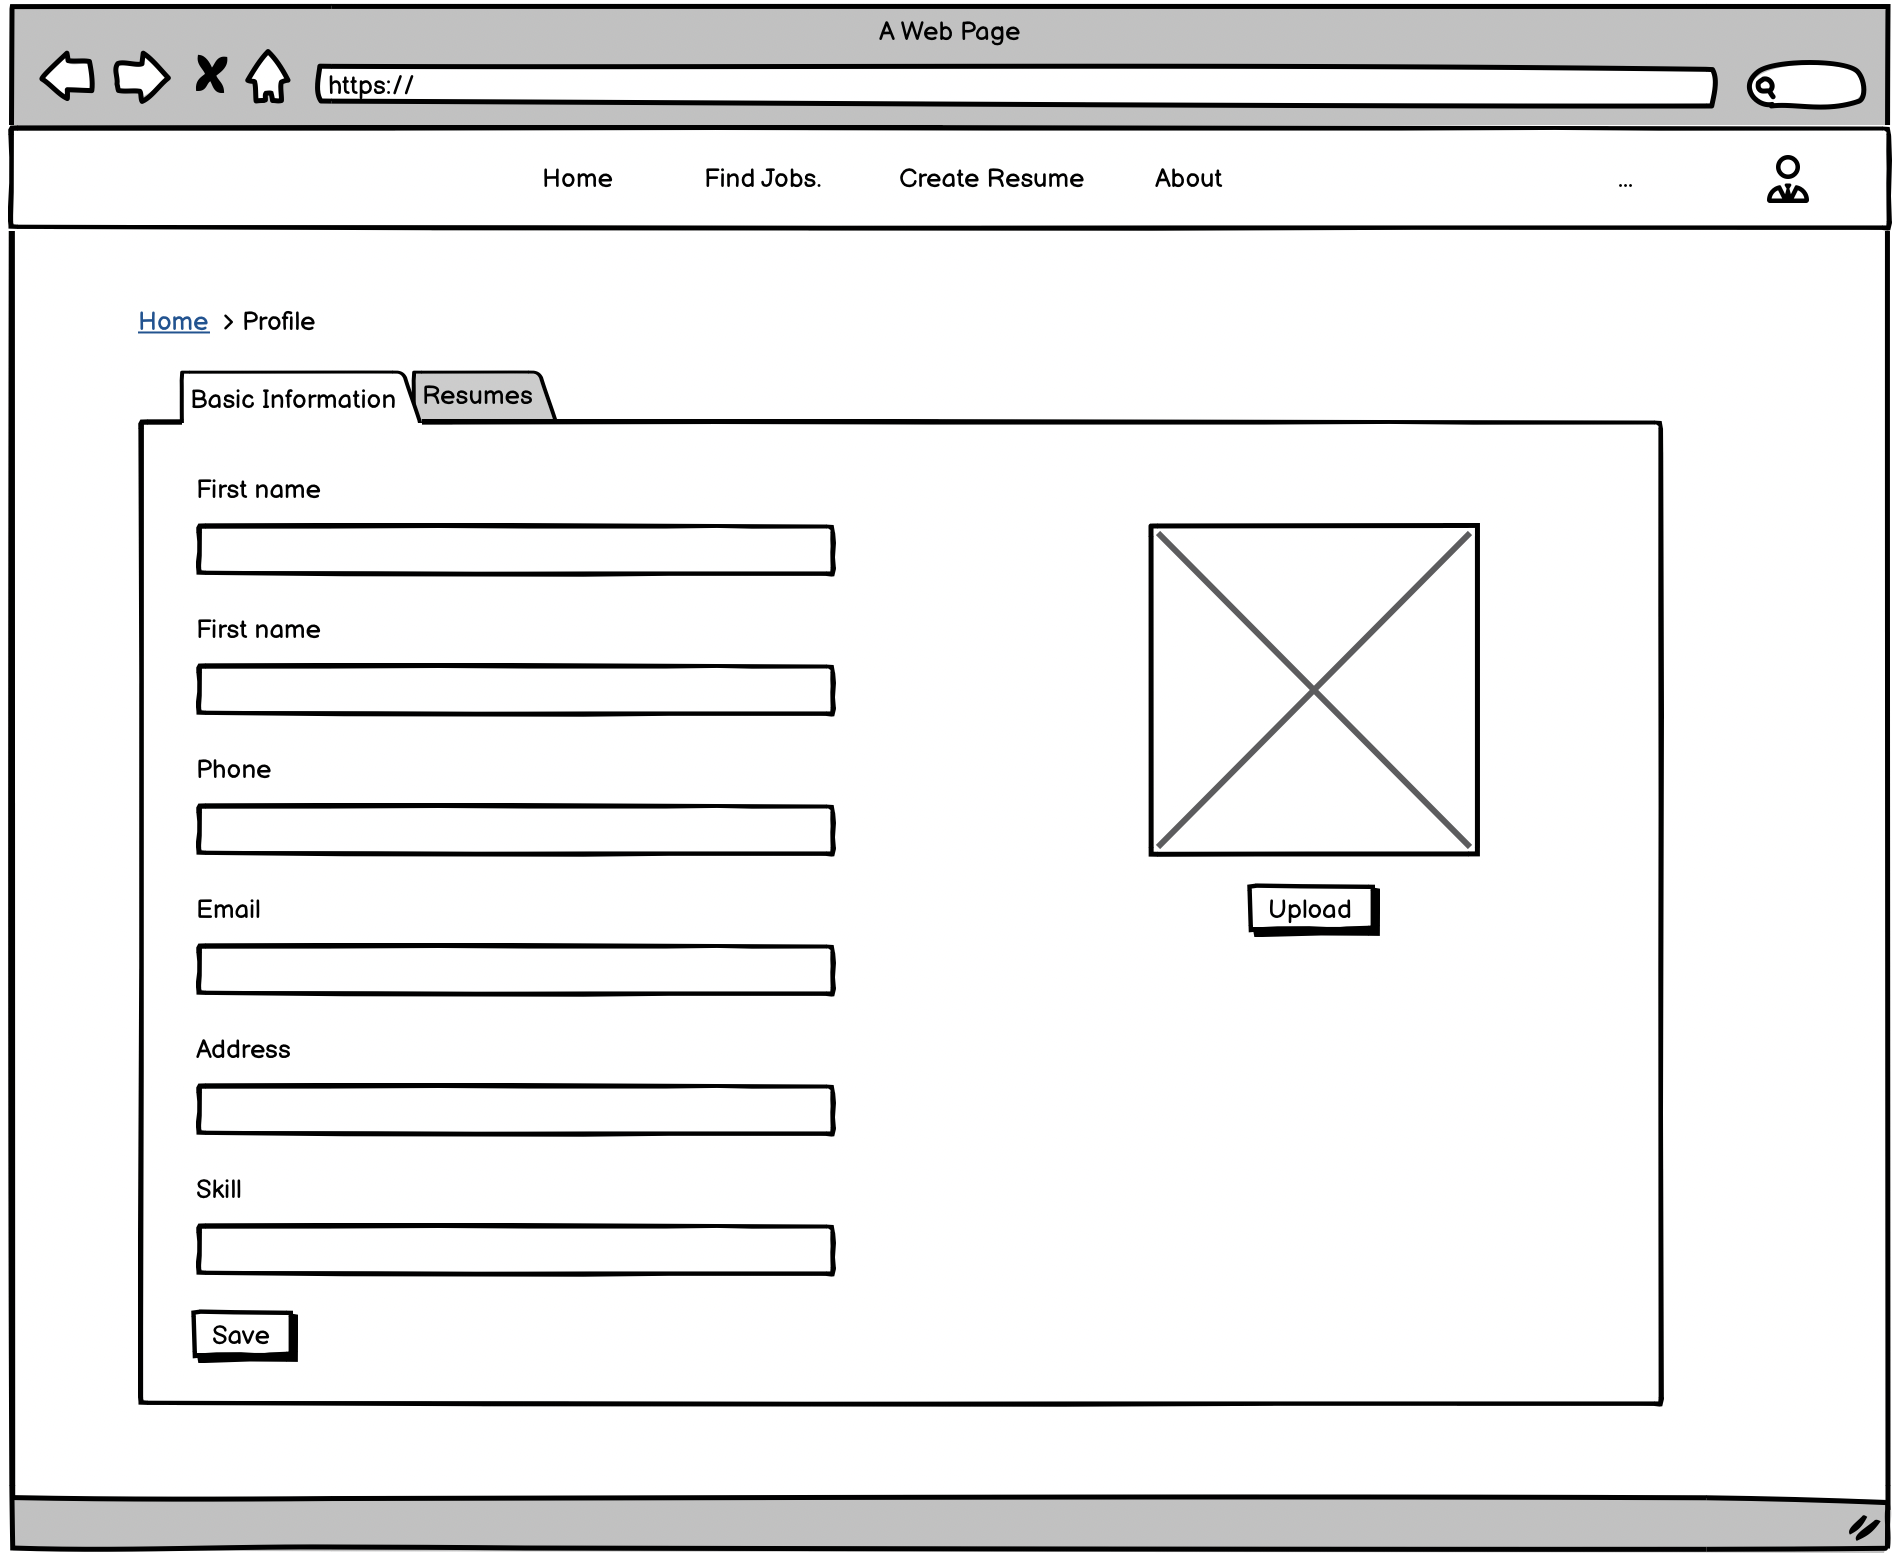 A Web Page
https://
Home Find Jobs. Create Resume About ...
Home > Profile
Basic Information Resumes
First name
First name
Phone
Email
Upload
Address
Skill
Save